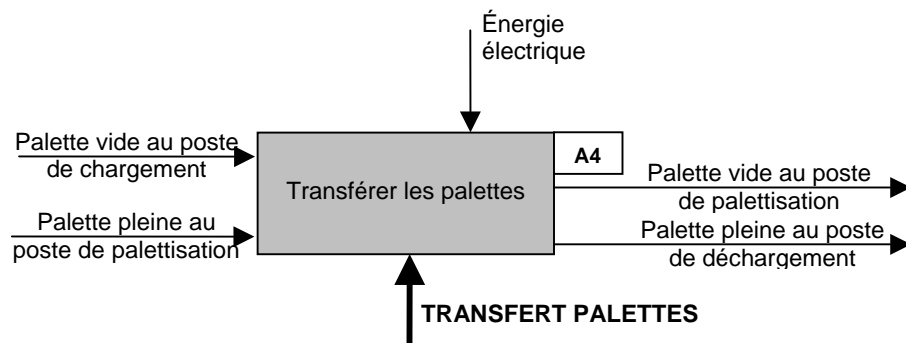 Énergie
électrique
Palette vide au poste
de chargement
A4
Transférer les palettes
Palette vide au poste
de palettisation
Palette pleine au
poste de palettisation
Palette pleine au poste
de déchargement
TRANSFERT PALETTES